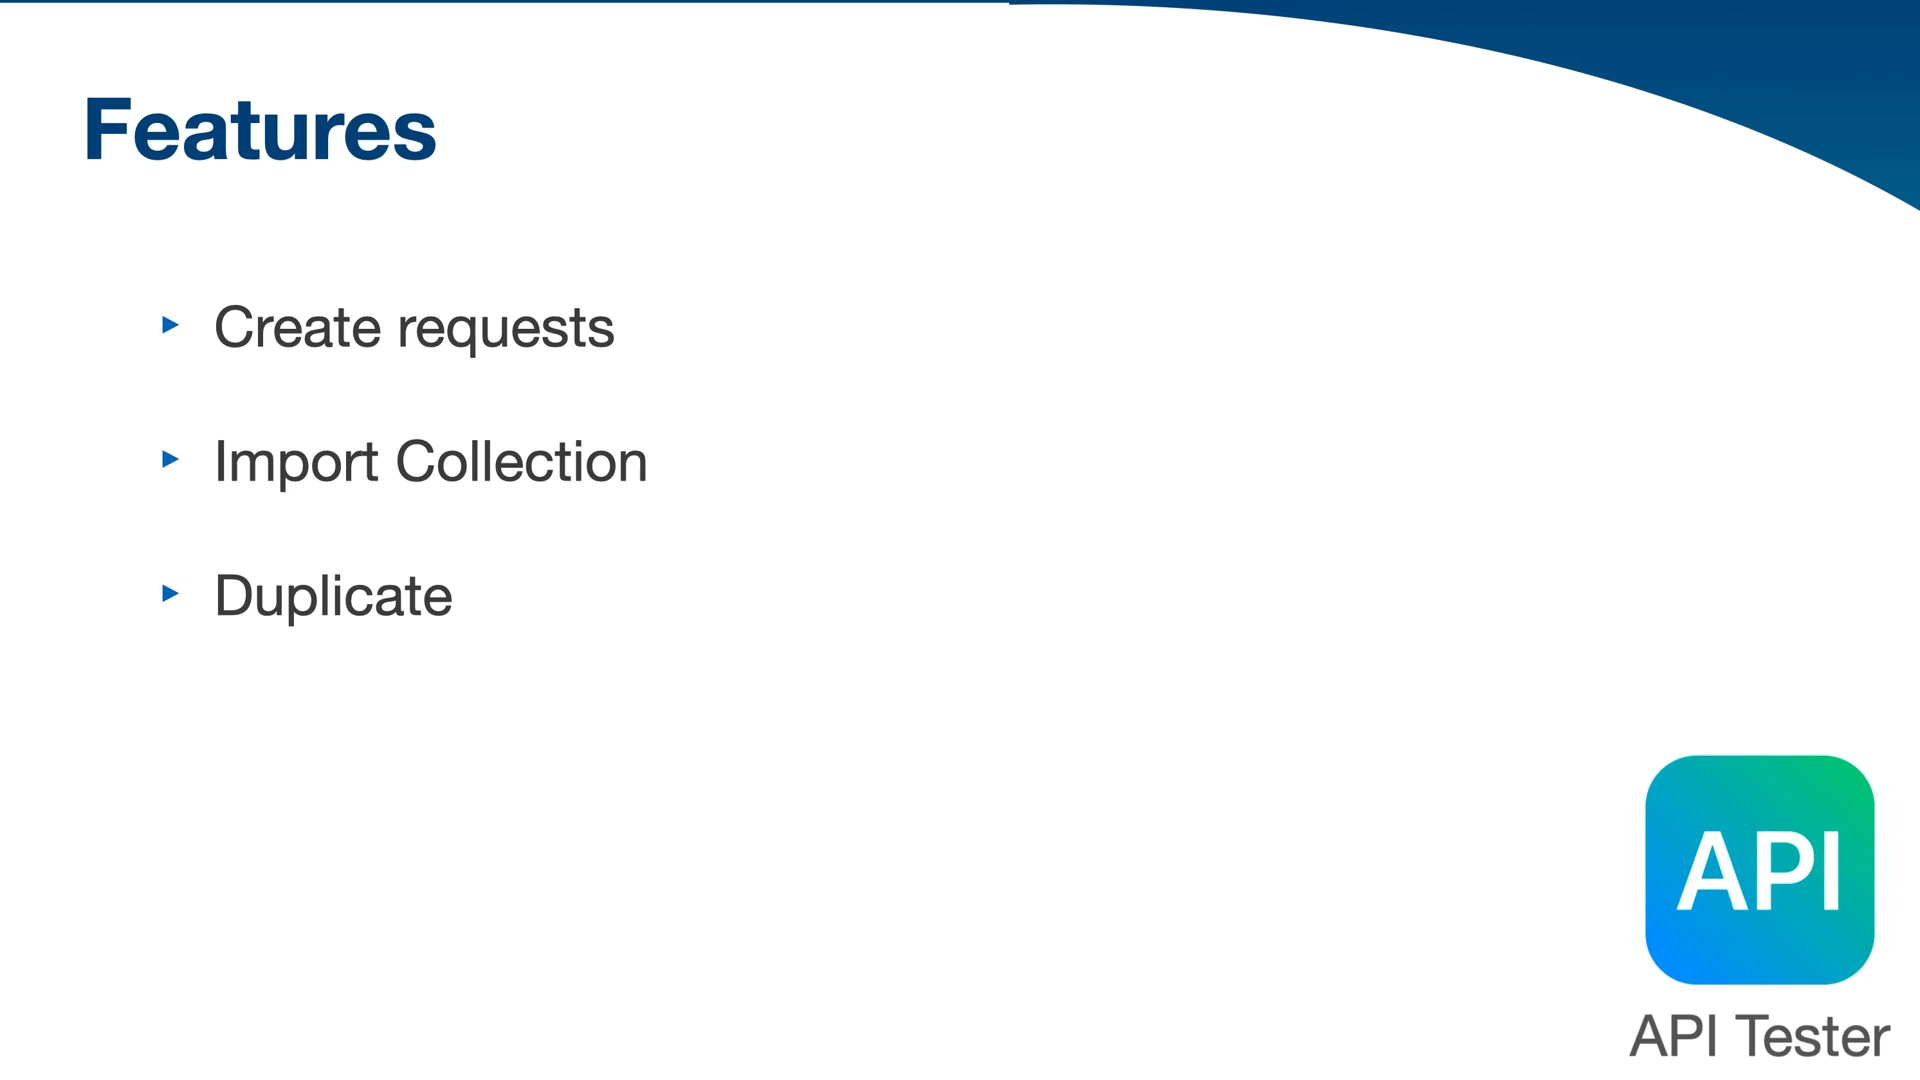 Features
Create requests
Import Collection
Duplicate
API
API Tester